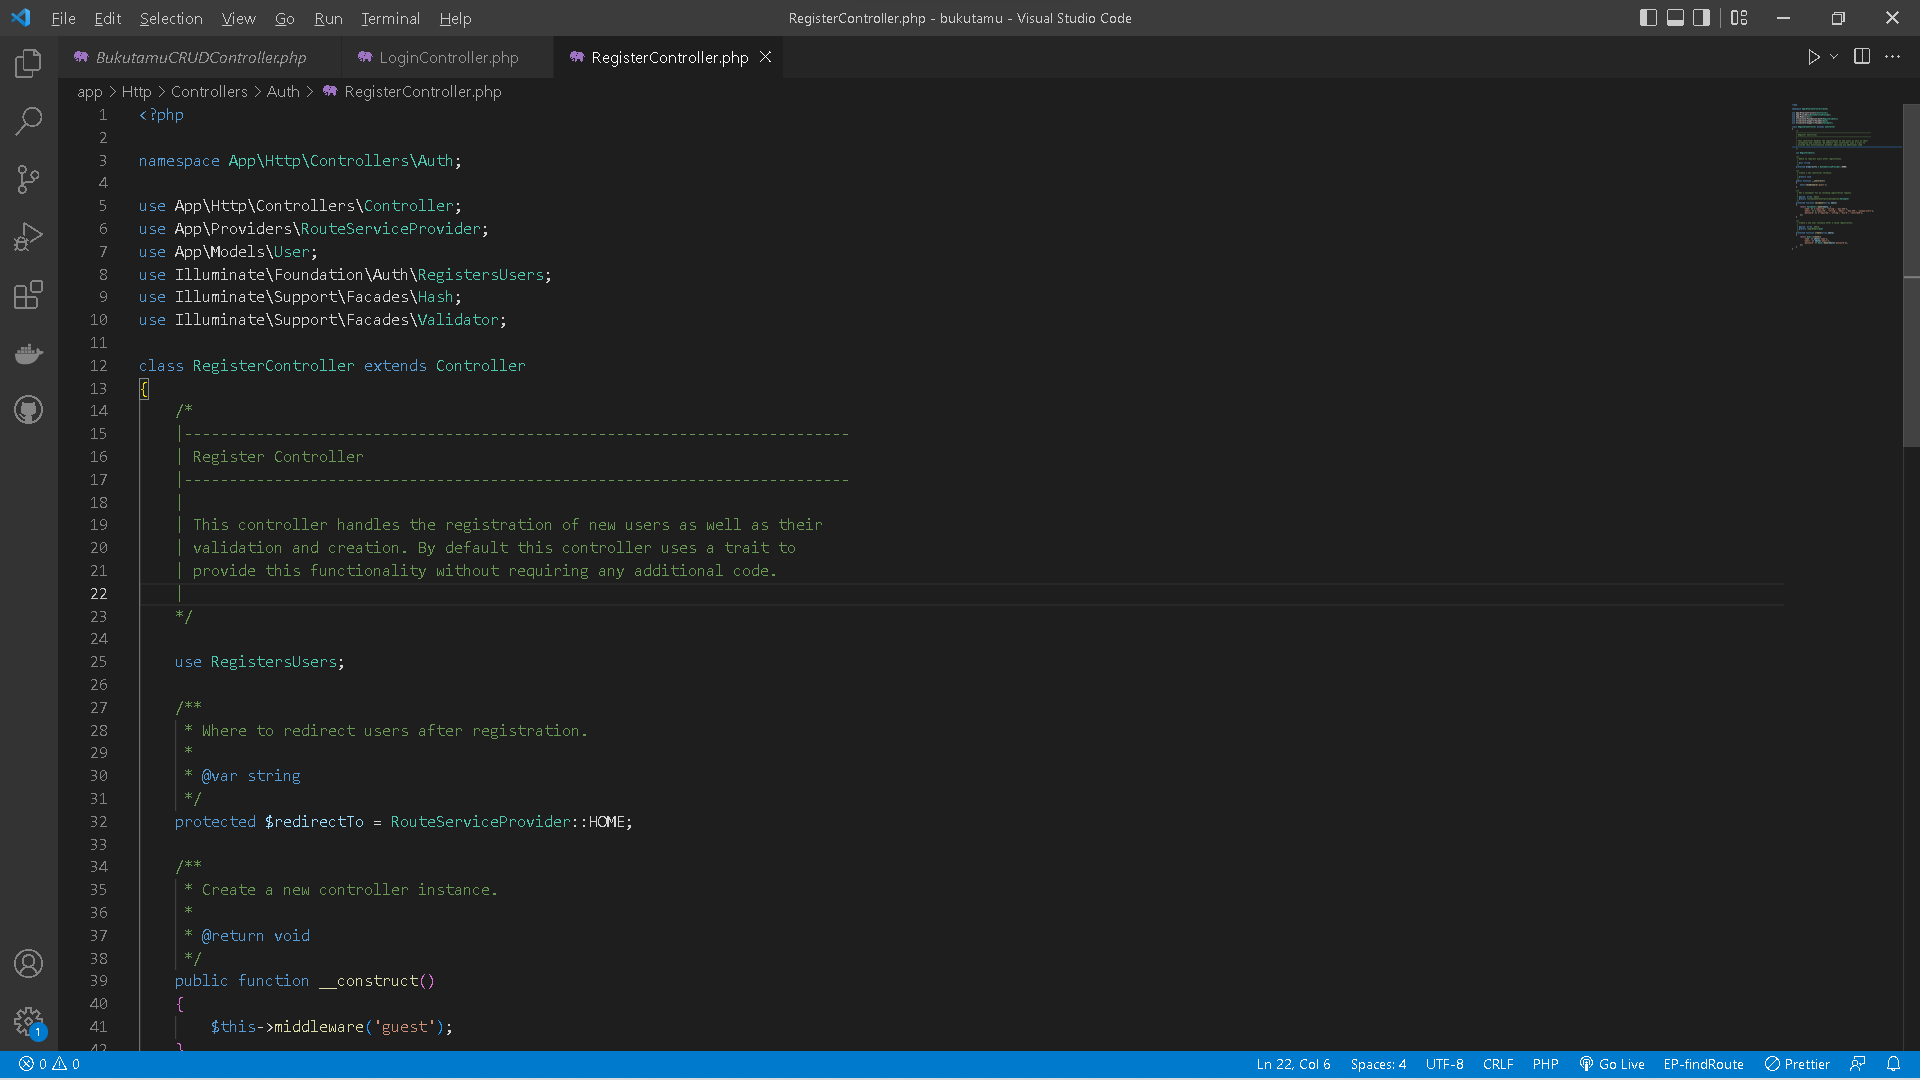 File Edit Selection View Go Run Terminal Help RegisterController.php - bukutamu - Visual Studio Code
BukutamuCRUDController.php LoginController.php RegisterController.php
app > Http > Controllers > Auth > RegisterController.php
1 <?php
2
3 namespace App\Http\Controllers\Auth;
4
5 use App\Http\Controllers\Controller;
6 use App\Providers\RouteServiceProvider;
7 use App\Models\User;
8 use Illuminate\Foundation\Auth\RegistersUsers;
9 use Illuminate\Support\Facades\Hash;
10 use Illuminate\Support\Facades\Validator;
11
12 class RegisterController extends Controller
13 {
14 /*
15 |--------------------------------------------------------------------------
16 | Register Controller
17 |--------------------------------------------------------------------------
18 |
19 | This controller handles the registration of new users as well as their
20 | validation and creation. By default this controller uses a trait to
21 | provide this functionality without requiring any additional code.
22 |
23 */
24
25 use RegistersUsers;
26
27 /**
28 * Where to redirect users after registration.
29 *
30 * @var string
31 */
32 protected $redirectTo = RouteServiceProvider::HOME;
33
34 /**
35 * Create a new controller instance.
36 *
37 * @return void
38 */
39 public function __construct()
40 {
41 $this->middleware('guest');
42 }
1
0 0 Ln 22, Col 6 Spaces: 4 UTF-8 CRLF PHP Go Live EP-findRoute Prettier